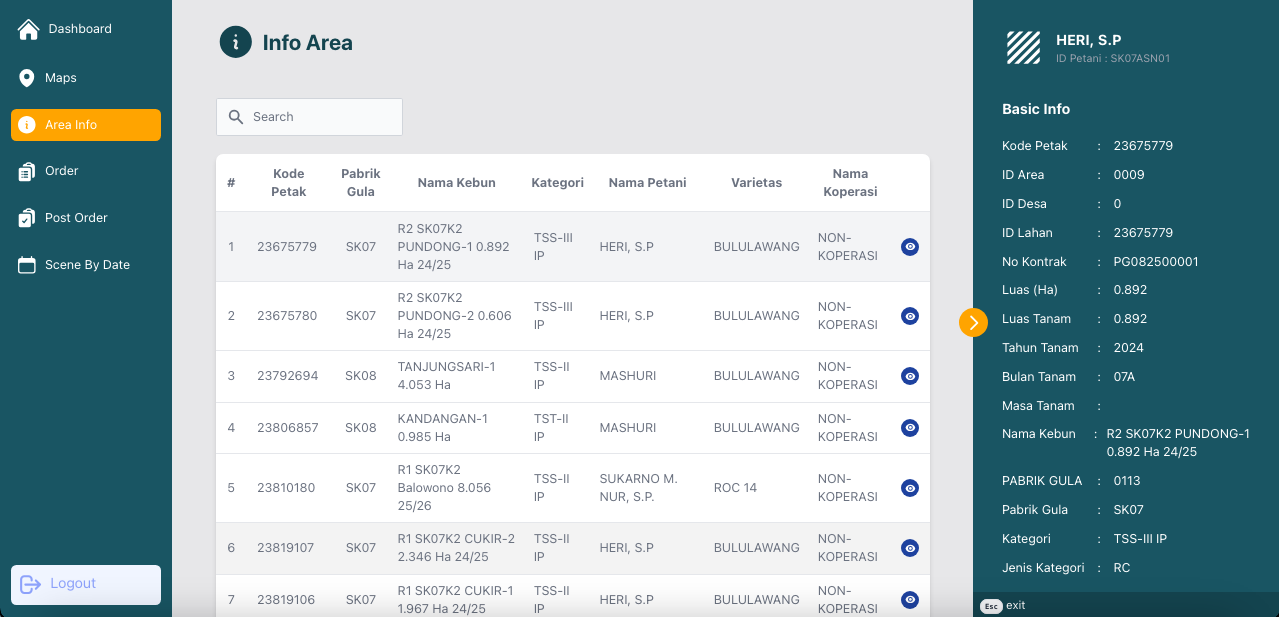 Dashboard
Maps
Area Info
Order
Post Order
Scene By Date
Logout
Info Area
Search
# Kode Petak Pabrik Gula Nama Kebun Kategori Nama Petani Varietas Nama Koperasi
1 23675779 SK07 R2 SK07K2 PUNDONG-1 0.892 Ha 24/25 TSS-III IP HERI, S.P BULULAWANG NON-KOPERASI
2 23675780 SK07 R2 SK07K2 PUNDONG-2 0.606 Ha 24/25 TSS-III IP HERI, S.P BULULAWANG NON-KOPERASI
3 23792694 SK08 TANJUNGSARI-1 4.053 Ha TSS-II IP MASHURI BULULAWANG NON-KOPERASI
4 23806857 SK08 KANDANGAN-1 0.985 Ha TST-II IP MASHURI BULULAWANG NON-KOPERASI
5 23810180 SK07 R1 SK07K2 Balowono 8.056 25/26 TSS-II IP SUKARNO M. NUR, S.P. ROC 14 NON-KOPERASI
6 23819107 SK07 R1 SK07K2 CUKIR-2 2.346 Ha 24/25 TSS-II IP HERI, S.P BULULAWANG NON-KOPERASI
7 23819106 SK07 R1 SK07K2 CUKIR-1 1.967 Ha 24/25 TSS-II IP HERI, S.P BULULAWANG NON-KOPERASI
HERI, S.P
ID Petani : SK07ASN01
Basic Info
Kode Petak : 23675779
ID Area : 0009
ID Desa : 0
ID Lahan : 23675779
No Kontrak : PG082500001
Luas (Ha) : 0.892
Luas Tanam : 0.892
Tahun Tanam : 2024
Bulan Tanam : 07A
Masa Tanam :
Nama Kebun : R2 SK07K2 PUNDONG-1
0.892 Ha 24/25
PABRIK GULA : 0113
Pabrik Gula : SK07
Kategori : TSS-III IP
Jenis Kategori : RC
Esc exit